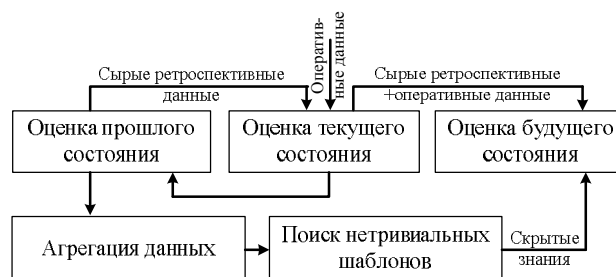 Оператив-
ные данные
Сырые ретроспективные
данные
Сырые ретроспективные
+оперативные данные
Оценка прошлого
состояния
Оценка текущего
состояния
Оценка будущего
состояния
Агрегация данных
Поиск нетривиальных
шаблонов
Скрытые
знания